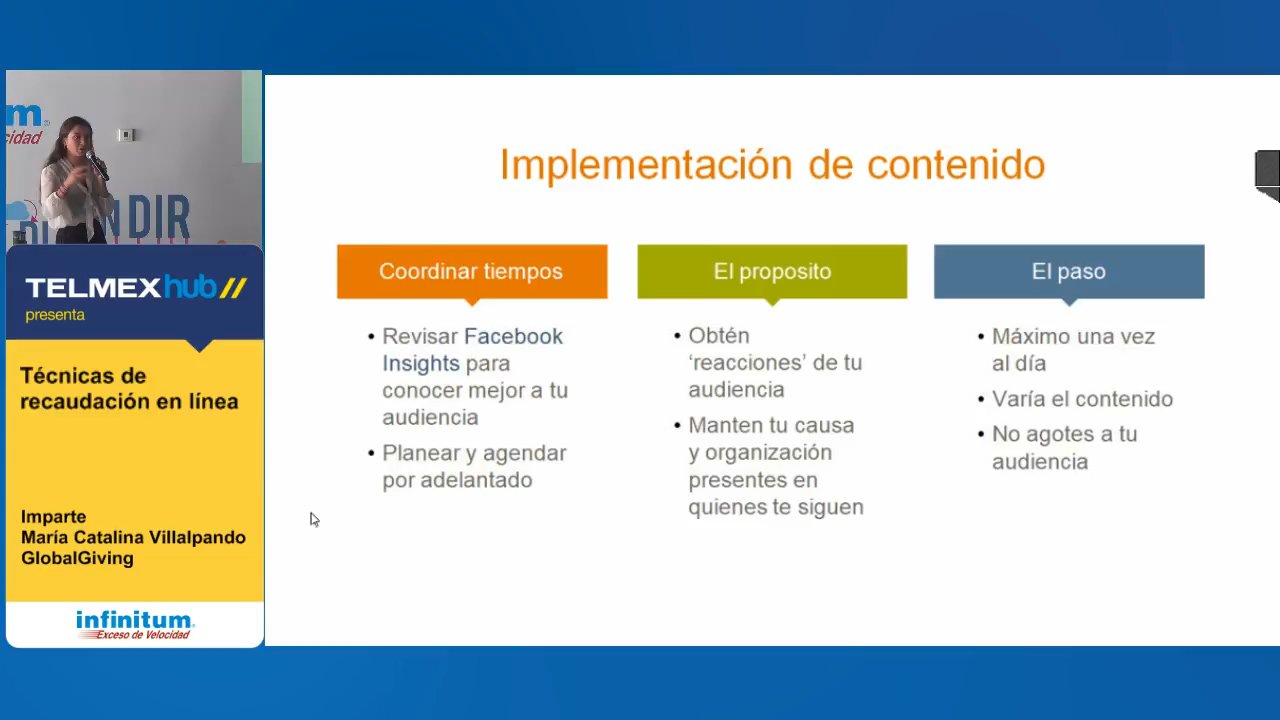 um
cidad
N DIR
TELMEXhub//
presenta
Técnicas de
recaudación en línea
Imparte
María Catalina Villalpando
GlobalGiving
infinitum
Exceso de Velocidad
Implementación de contenido
Coordinar tiempos
• Revisar Facebook
Insights para
conocer mejor a tu
audiencia
• Planear y agendar
por adelantado
El proposito
• Obtén
‘reacciones’ de tu
audiencia
• Manten tu causa
y organización
presentes en
quienes te siguen
El paso
• Máximo una vez
al día
• Varía el contenido
• No agotes a tu
audiencia